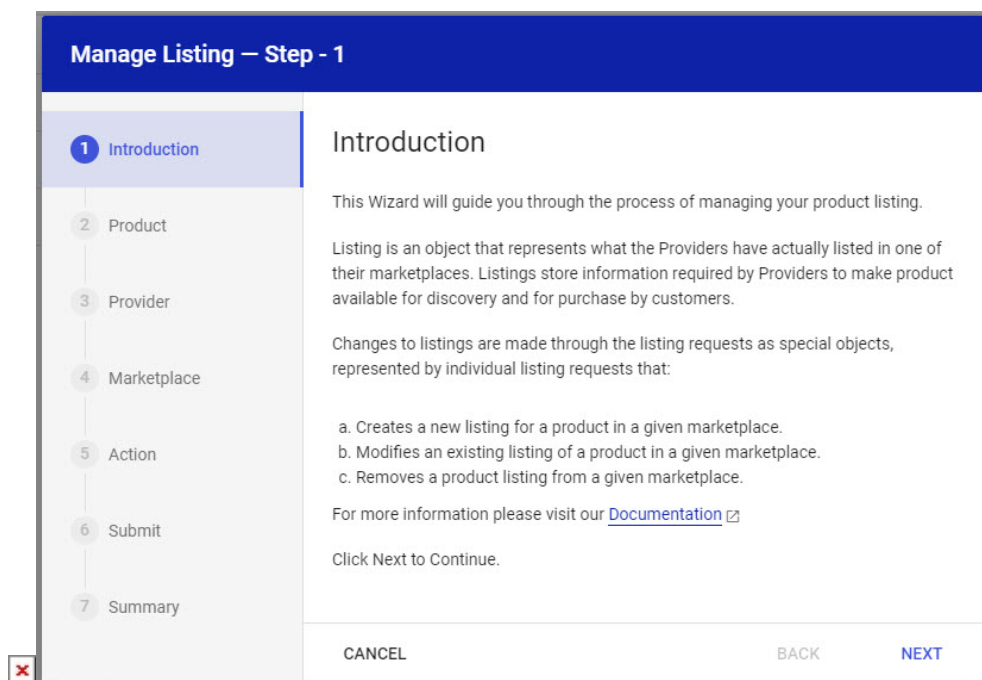 Manage Listing — Step - 1
1 Introduction
2 Product
3 Provider
4 Marketplace
5 Action
6 Submit
7 Summary
Introduction
This Wizard will guide you through the process of managing your product listing.
Listing is an object that represents what the Providers have actually listed in one of
their marketplaces. Listings store information required by Providers to make product
available for discovery and for purchase by customers.
Changes to listings are made through the listing requests as special objects,
represented by individual listing requests that:
a. Creates a new listing for a product in a given marketplace.
b. Modifies an existing listing of a product in a given marketplace.
c. Removes a product listing from a given marketplace.
For more information please visit our Documentation
Click Next to Continue.
CANCEL BACK NEXT